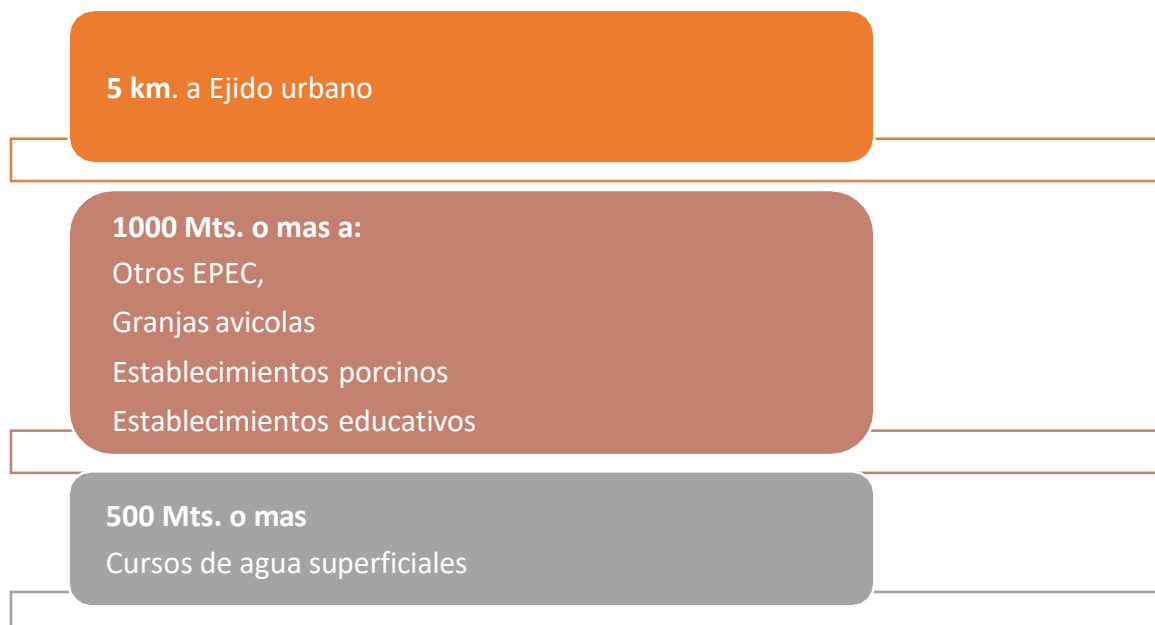 5 km. a Ejido urbano
1000 Mts. o mas a:
Otros EPEC,
Granjas avicolas
Establecimientos porcinos
Establecimientos educativos
500 Mts. o mas
Cursos de agua superficiales